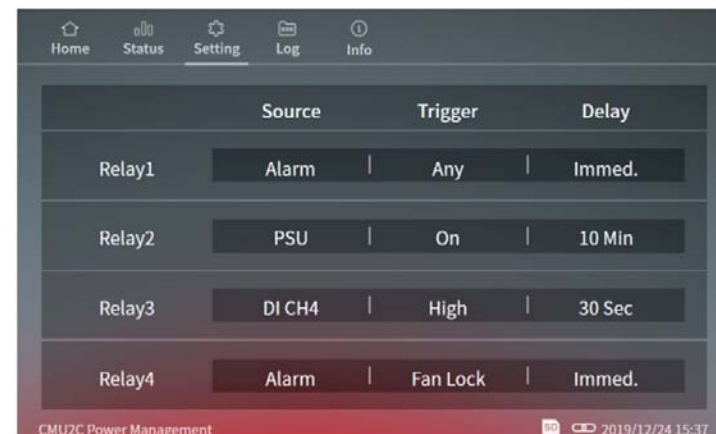 Home Status Setting Log Info
Source Trigger Delay
Relay1 Alarm | Any | Immed.
Relay2 PSU | On | 10 Min
Relay3 DI CH4 | High | 30 Sec
Relay4 Alarm | Fan Lock | Immed.
CMU2C Power Management SD 2019/12/24 15:37